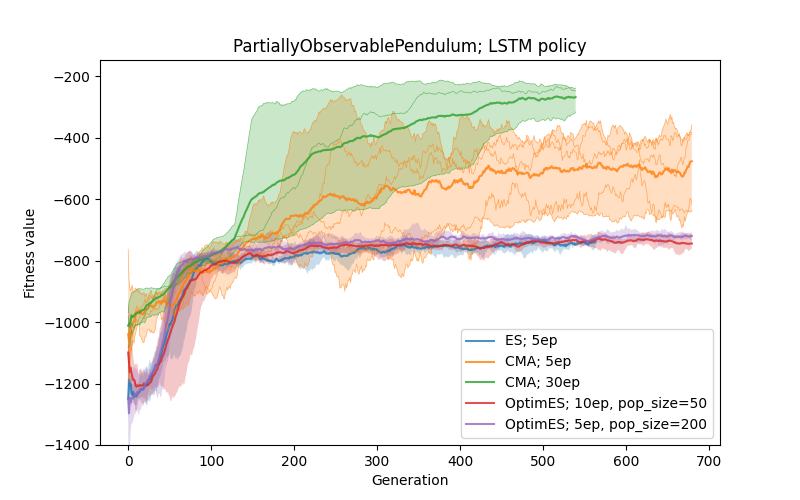 PartiallyObservablePendulum; LSTM policy
Fitness value
−200
−400
−600
−800
−1000
−1200
−1400
0 100 200 300 400 500 600 700
Generation
ES; 5ep
CMA; 5ep
CMA; 30ep
OptimES; 10ep, pop_size=50
OptimES; 5ep, pop_size=200